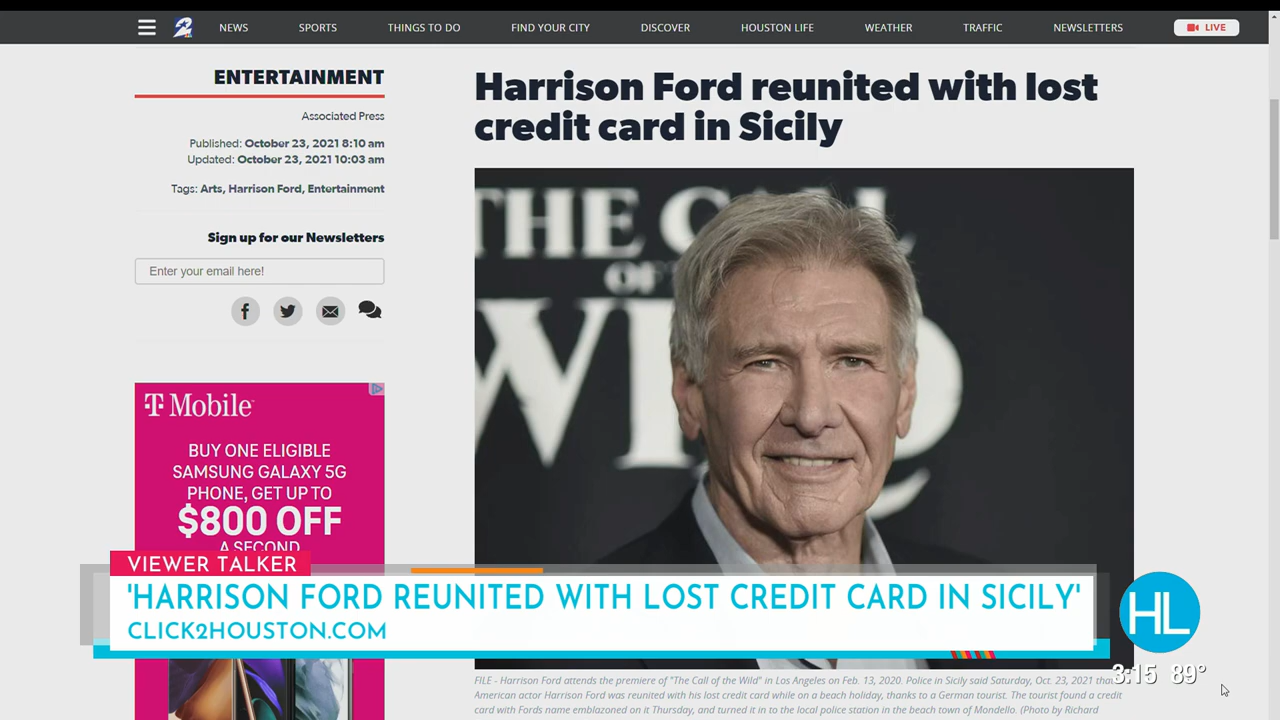 2
NEWS
SPORTS
THINGS TO DO
FIND YOUR CITY
DISCOVER
HOUSTON LIFE
WEATHER
TRAFFIC
NEWSLETTERS
LIVE
ENTERTAINMENT
Associated Press
Published: October 23, 2021 8:10 am
Updated: October 23, 2021 10:03 am
Tags: Arts, Harrison Ford, Entertainment
Sign up for our Newsletters
Enter your email here!
T Mobile
BUY ONE ELIGIBLE
SAMSUNG GALAXY 5G
PHONE, GET UP TO
$800 OFF
A SECOND
Harrison Ford reunited with lost
credit card in Sicily
THE CALL
OF THE
WILD
VIEWER TALKER
'HARRISON FORD REUNITED WITH LOST CREDIT CARD IN SICILY'
CLICK2HOUSTON.COM
HL
3:15 89°
FILE - Harrison Ford attends the premiere of "The Call of the Wild" in Los Angeles on Feb. 13, 2020. Police in Sicily said Saturday, Oct. 23, 2021 that
American actor Harrison Ford was reunited with his lost credit card while on a beach holiday, thanks to a German tourist. The tourist found a credit
card with Fords name emblazoned on it Thursday, and turned it in to the local police station in the beach town of Mondello. (Photo by Richard